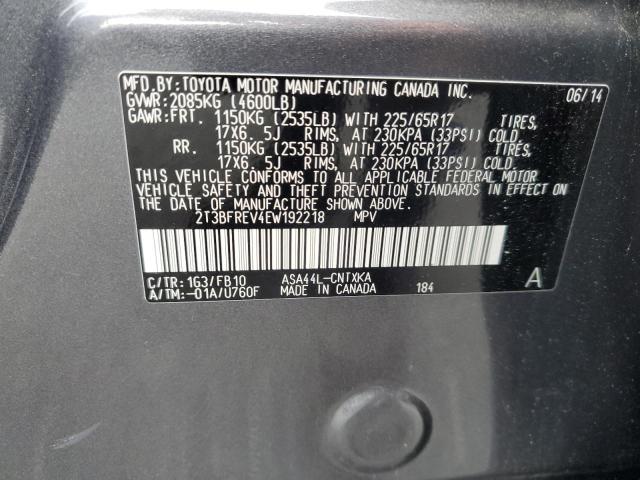 MFD.BY:TOYOTA MOTOR MANUFACTURING CANADA INC.
GVWR:2085KG (4600LB) 06/14
GAWR:FRT. 1150KG (2535LB) WITH 225/65R17 TIRES,
17X6. 5J RIMS, AT 230KPA (33PSI) COLD.
RR. 1150KG (2535LB) WITH 225/65R17 TIRES,
17X6. 5J RIMS, AT 230KPA (33PSI) COLD.
THIS VEHICLE CONFORMS TO ALL APPLICABLE FEDERAL MOTOR
VEHICLE SAFETY AND THEFT PREVENTION STANDARDS IN EFFECT ON
THE DATE OF MANUFACTURE SHOWN ABOVE.
2T3BFREV4EW192218 MPV
C/TR:1G3/FB10 ASA44L-CNTXKA
A/TM:-01A/U760F MADE IN CANADA 184 A